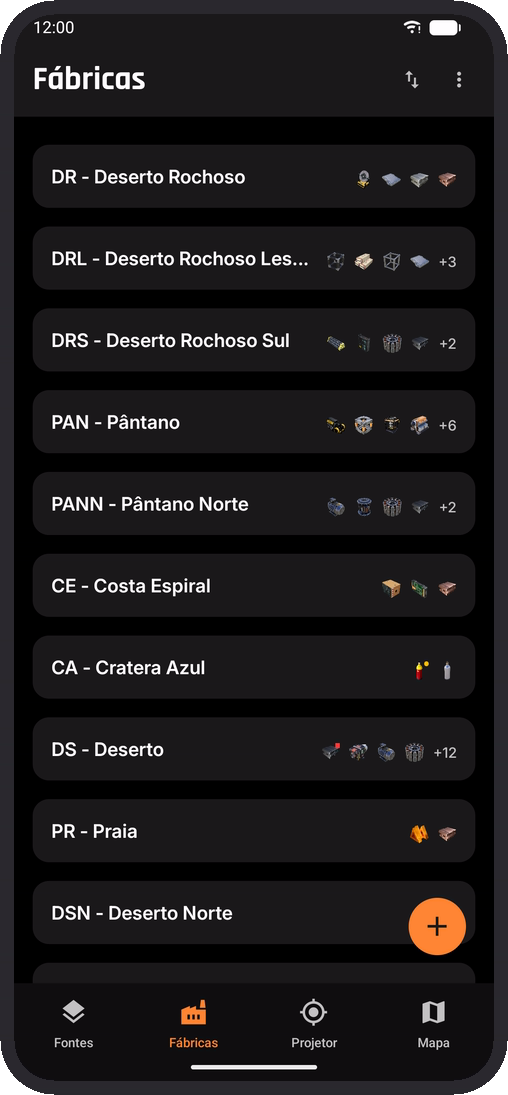 12:00
Fábricas
DR - Deserto Rochoso
DRL - Deserto Rochoso Les... +3
DRS - Deserto Rochoso Sul +2
PAN - Pântano +6
PANN - Pântano Norte +2
CE - Costa Espiral
CA - Cratera Azul
DS - Deserto +12
PR - Praia
DSN - Deserto Norte
Fontes Fábricas Projetor Mapa